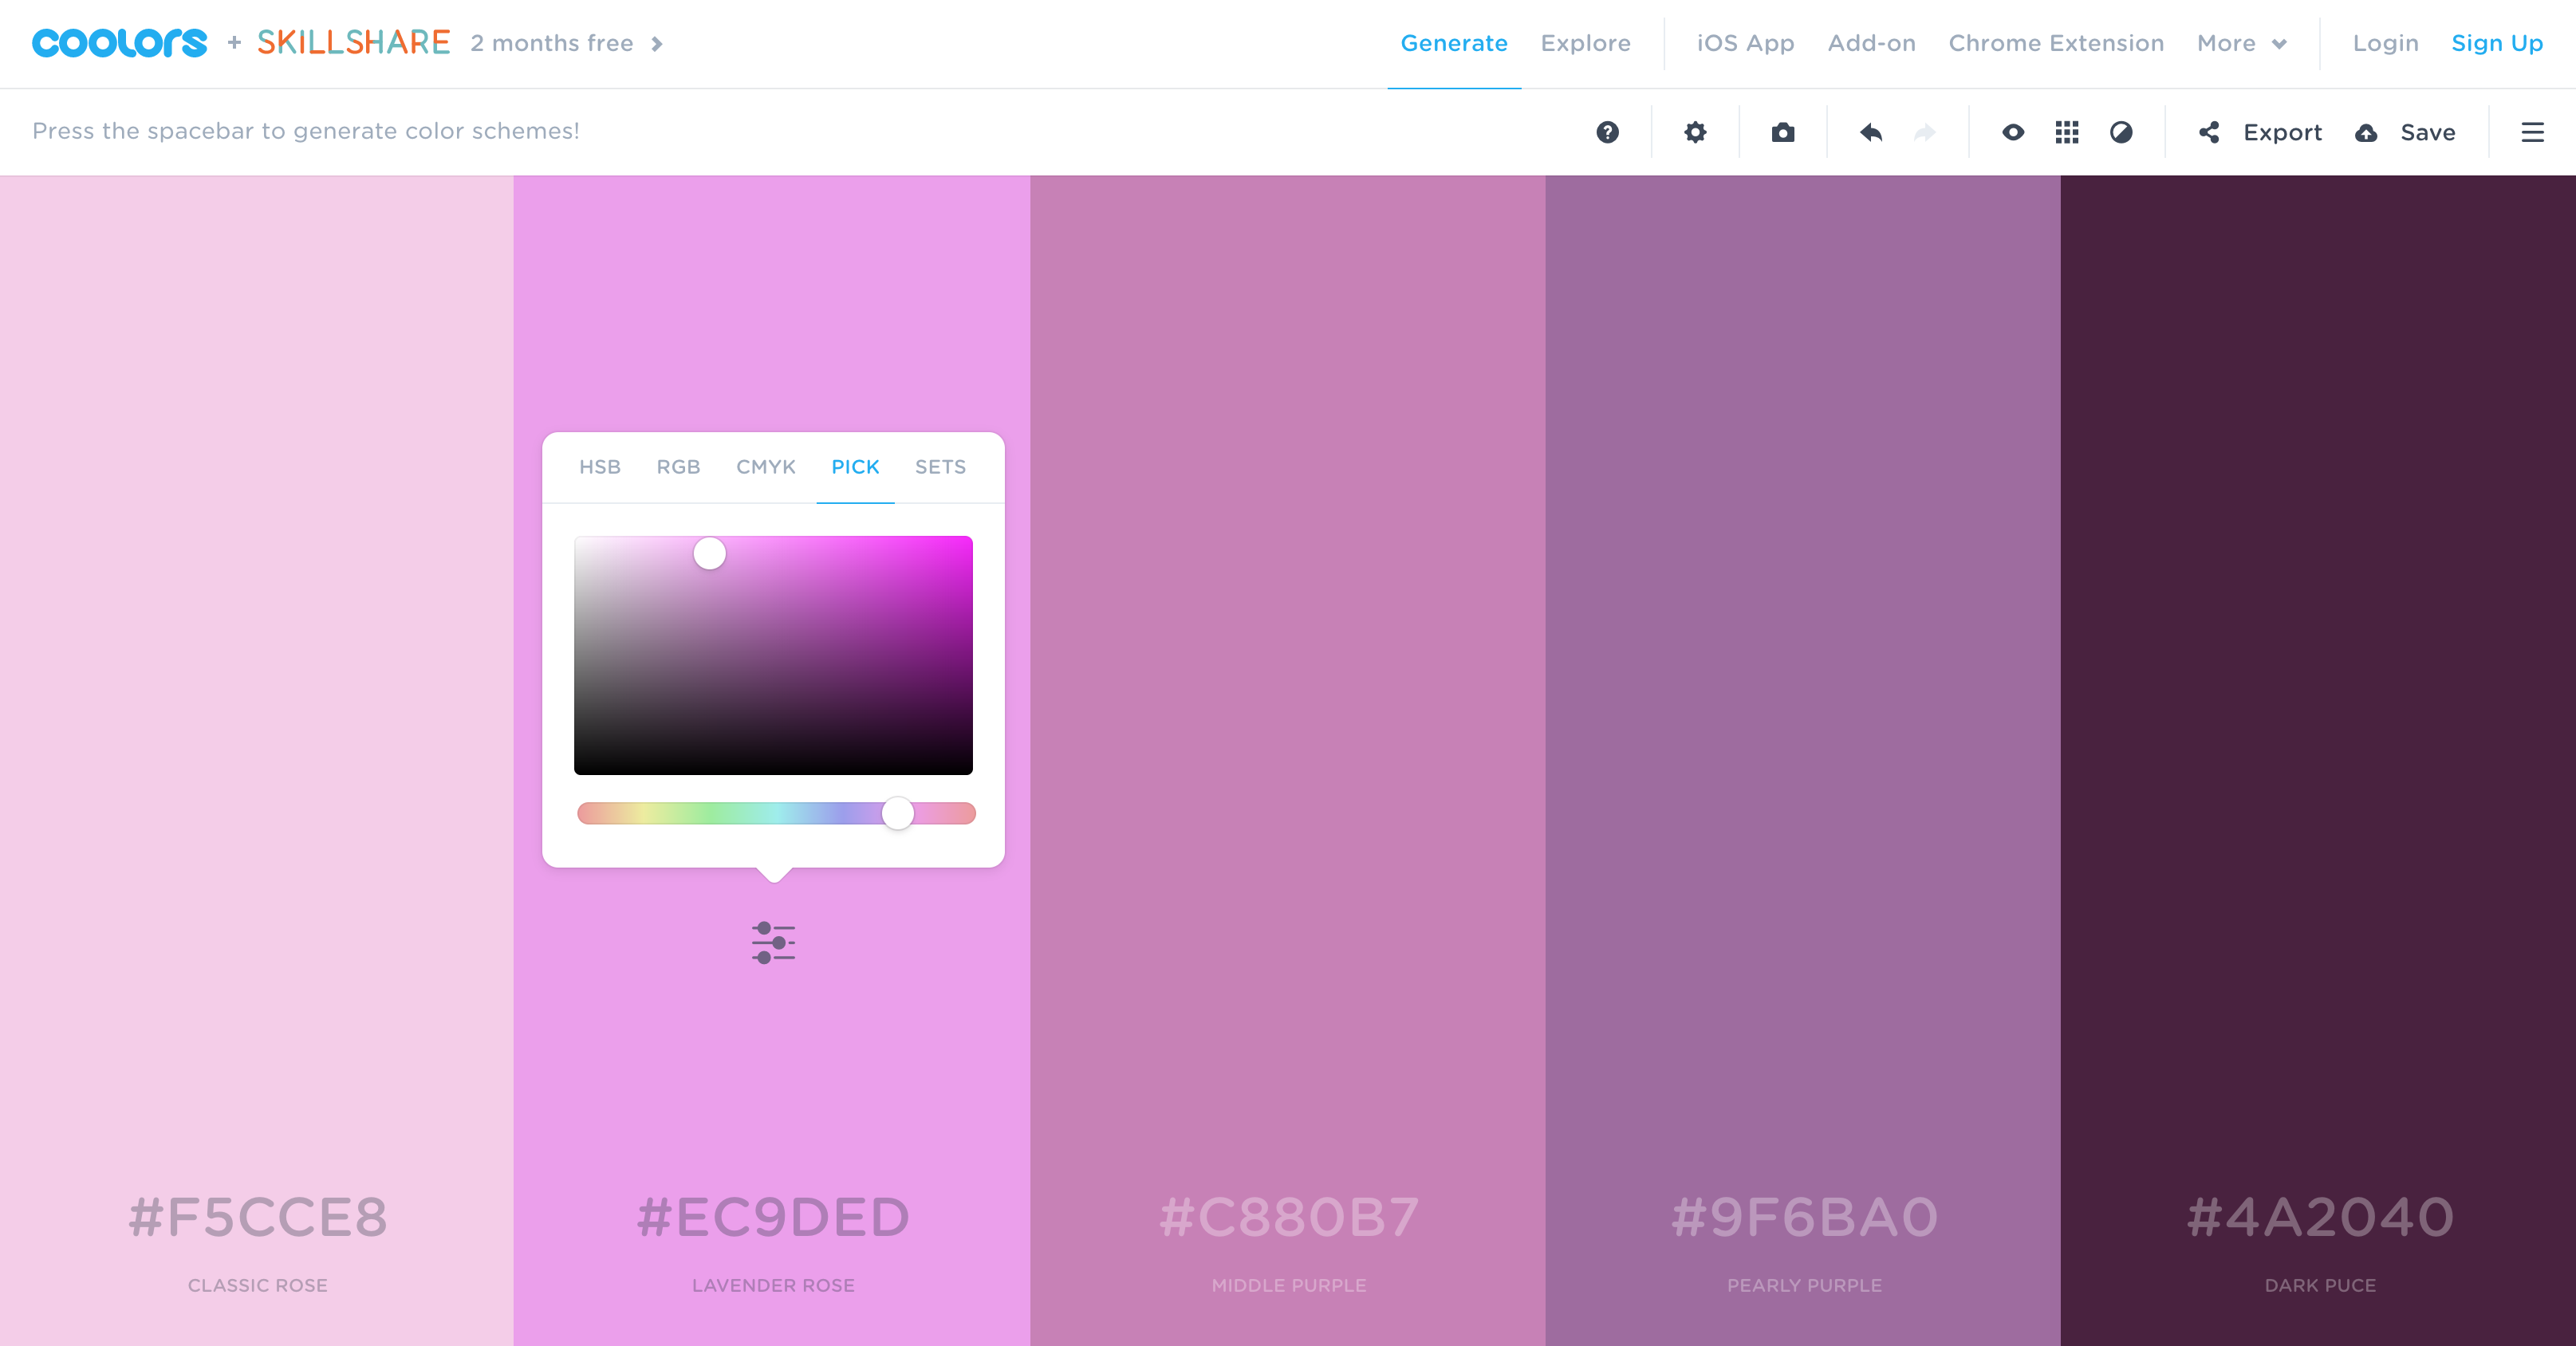 coolors + SKILLSHARE 2 months free
Generate Explore iOS App Add-on Chrome Extension More Login Sign Up
Press the spacebar to generate color schemes!
Export Save
HSB RGB CMYK PICK SETS
#F5CCE8 #EC9DED #C880B7 #9F6BA0 #4A2040
CLASSIC ROSE LAVENDER ROSE MIDDLE PURPLE PEARLY PURPLE DARK PUCE